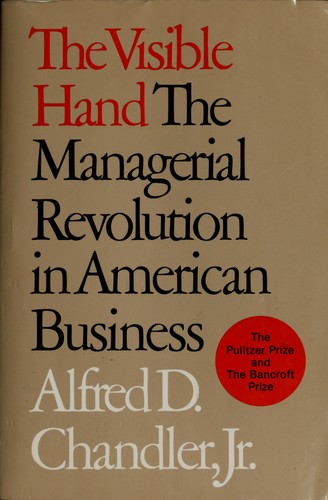 The Visible
Hand The
Managerial
Revolution
in American
Business
The
Pulitzer Prize
and
The Bancroft
Prize
Alfred D.
Chandler, Jr.